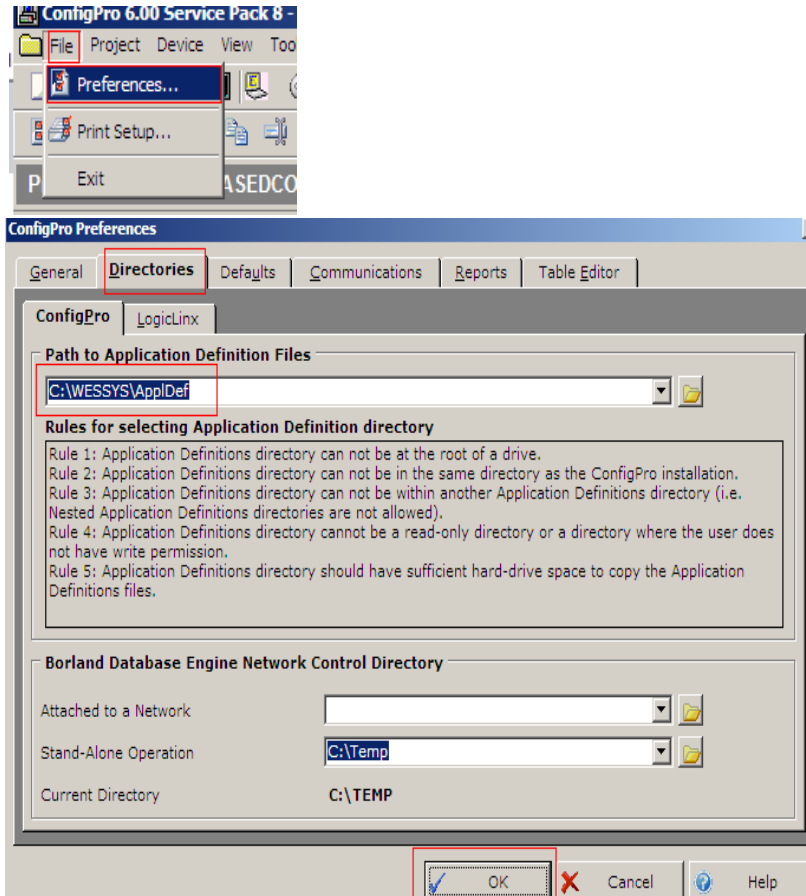 ConfigPro 6.00 Service Pack 8 -
File Project Device View Too
Preferences...
Print Setup...
Exit
P ASEDCO
ConfigPro Preferences
General Directories Defaults Communications Reports Table Editor
ConfigPro LogicLinx
Path to Application Definition Files
C:\WESSYS\ApplDef
Rules for selecting Application Definition directory
Rule 1: Application Definitions directory can not be at the root of a drive.
Rule 2: Application Definitions directory can not be in the same directory as the ConfigPro installation.
Rule 3: Application Definitions directory can not be within another Application Definitions directory (i.e.
Nested Application Definitions directories are not allowed).
Rule 4: Application Definitions directory cannot be a read-only directory or a directory where the user does
not have write permission.
Rule 5: Application Definitions directory should have sufficient hard-drive space to copy the Application
Definitions files.
Borland Database Engine Network Control Directory
Attached to a Network
Stand-Alone Operation C:\Temp
Current Directory C:\TEMP
OK Cancel Help